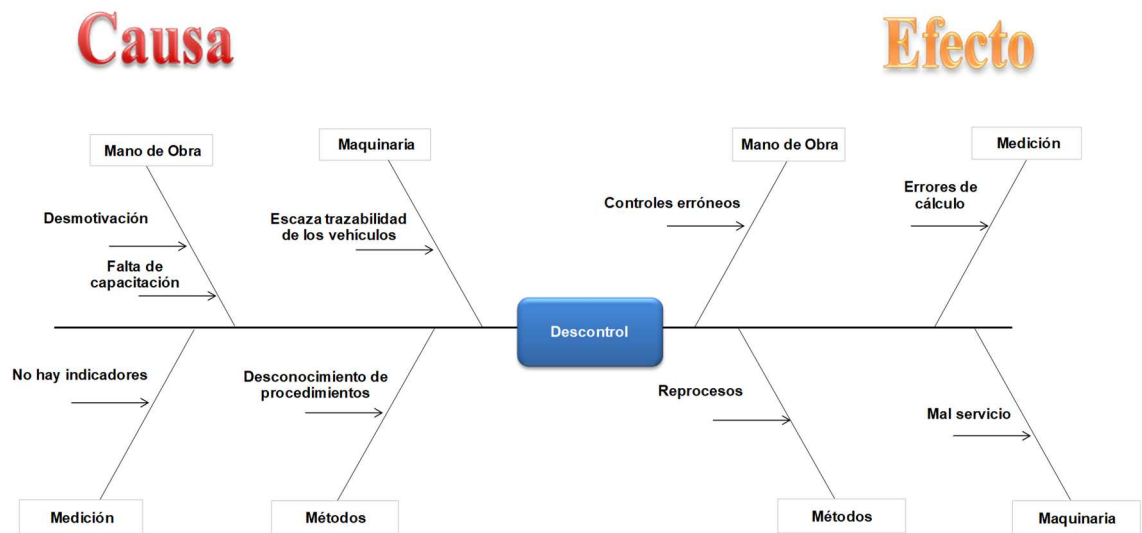 Causa
Efecto
Mano de Obra
Maquinaria
Mano de Obra
Medición
Desmotivación
Falta de
capacitación
Escaza trazabilidad
de los vehículos
Controles erróneos
Errores de
cálculo
Descontrol
No hay indicadores
Desconocimiento de
procedimientos
Reprocesos
Mal servicio
Medición
Métodos
Métodos
Maquinaria